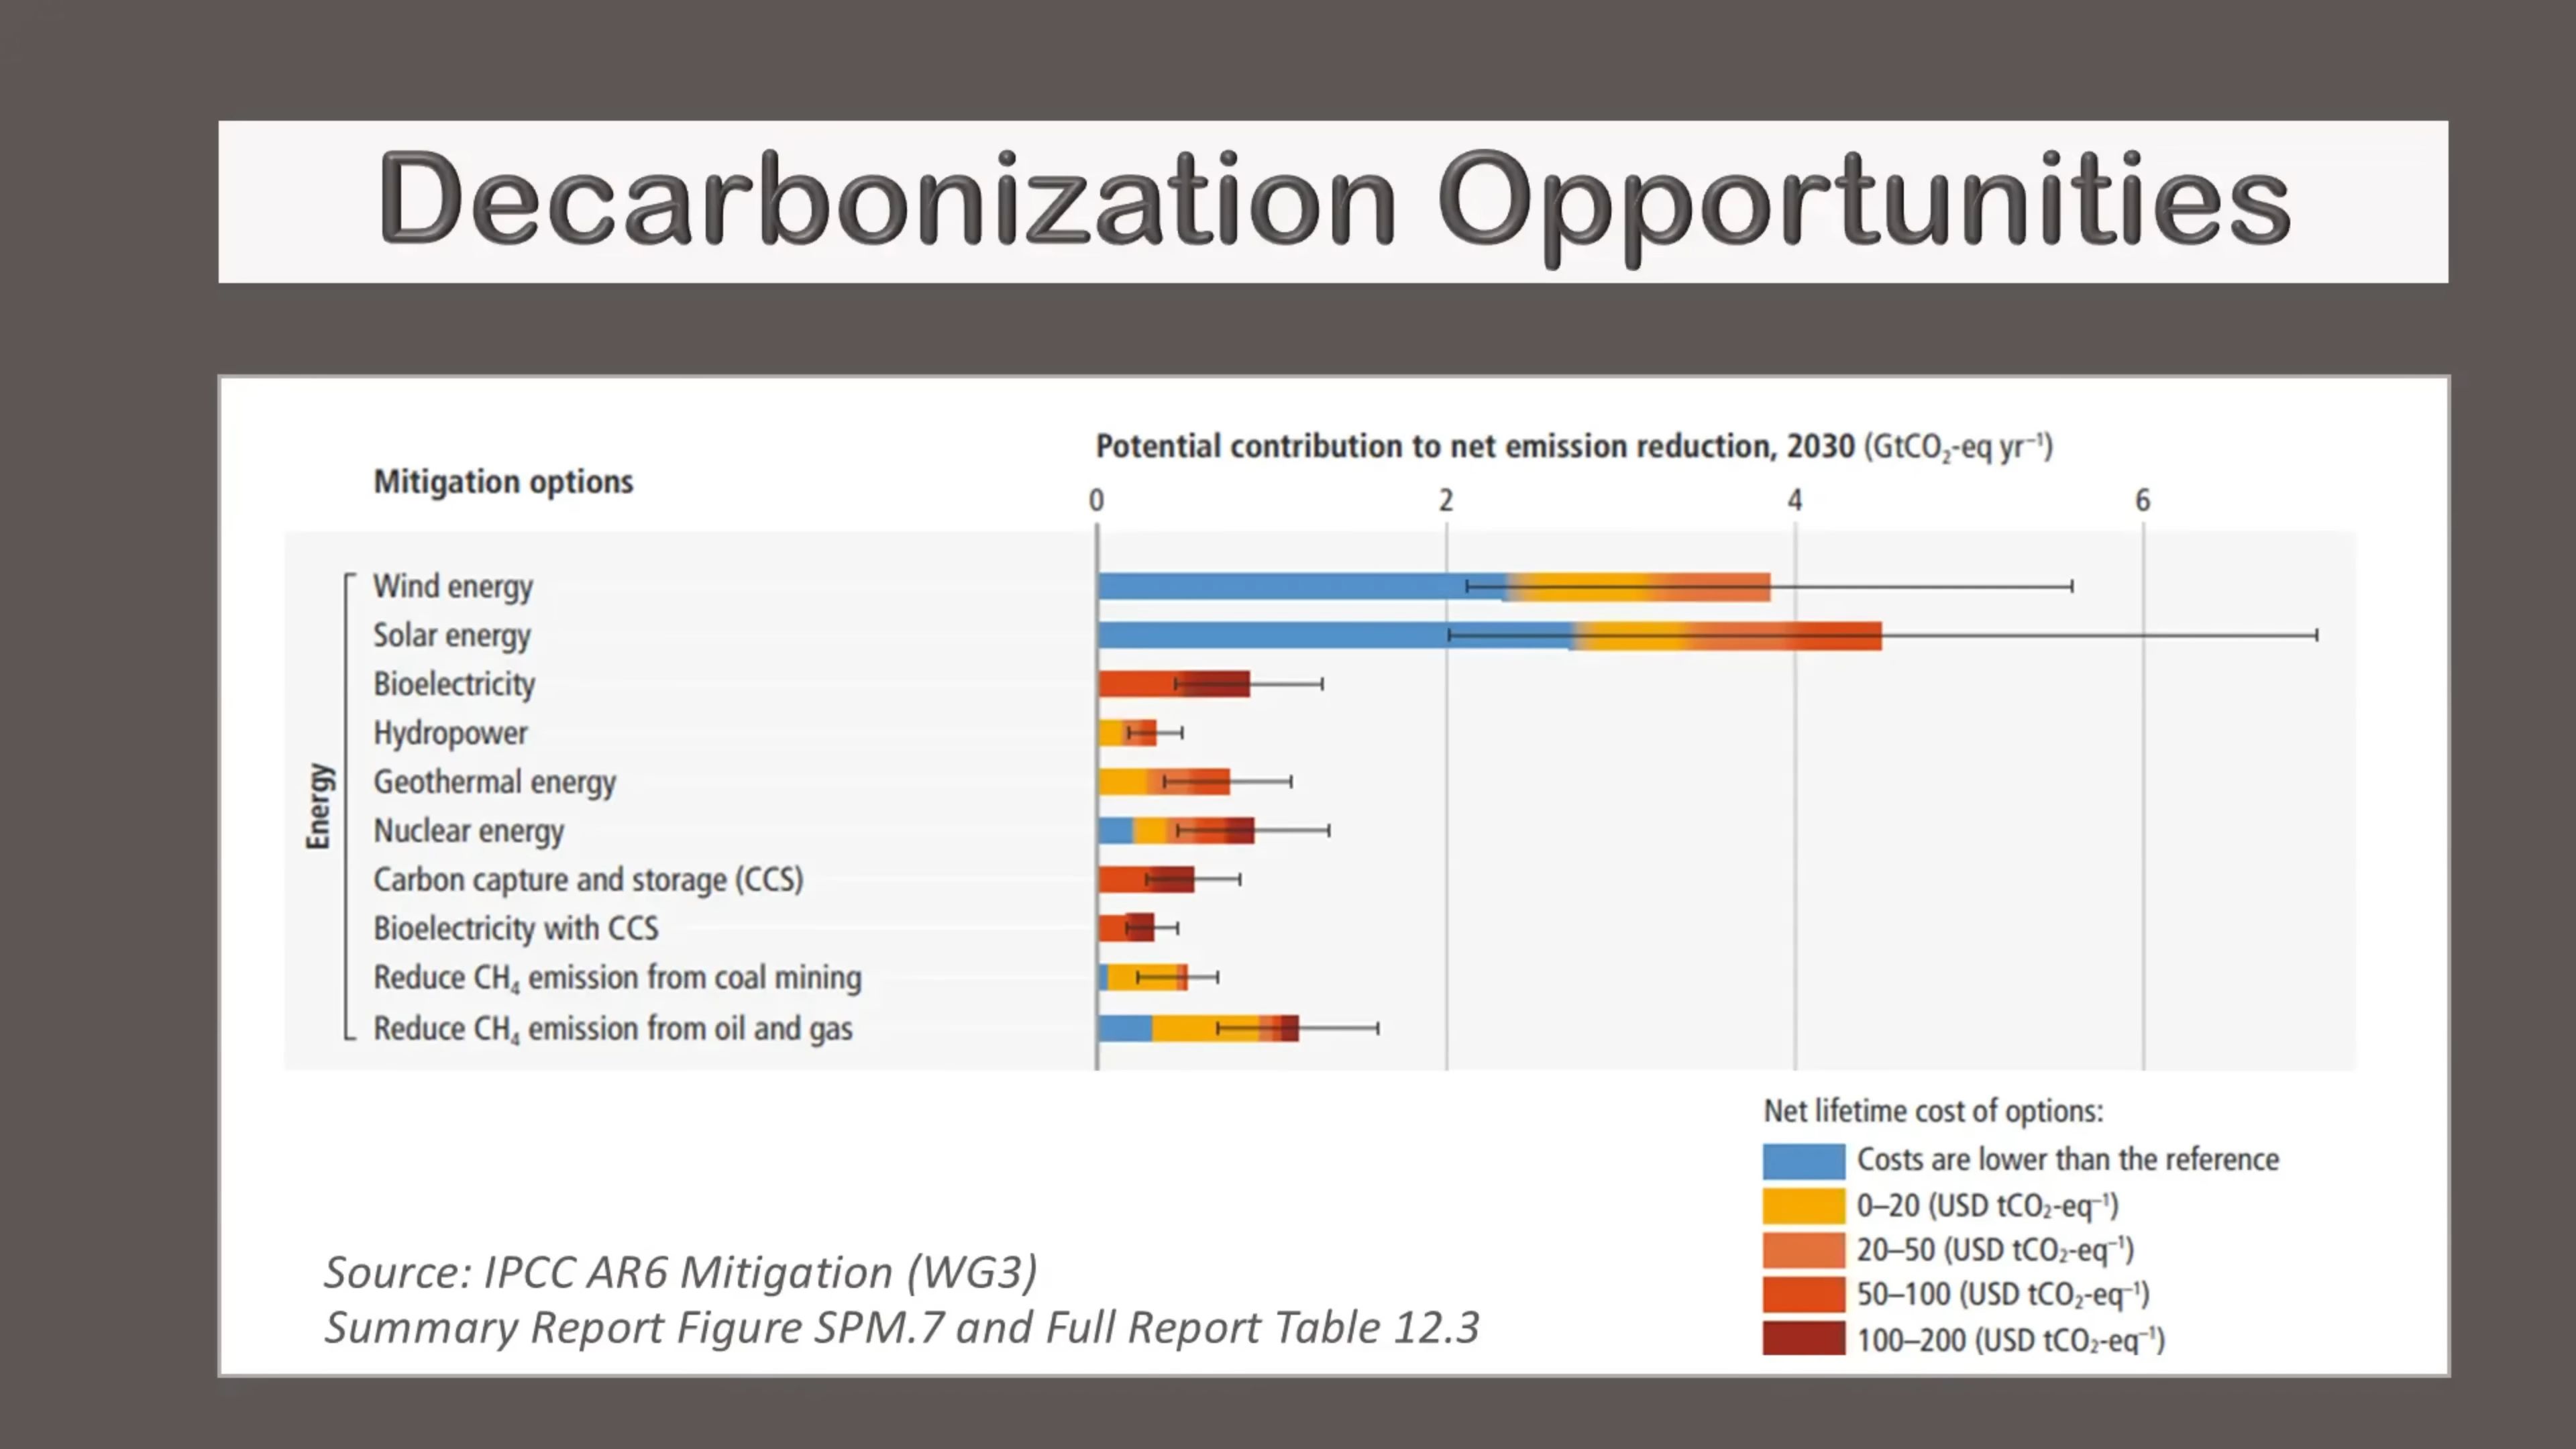 Decarbonization Opportunities
Potential contribution to net emission reduction, 2030 (GtCO₂-eq yr⁻¹)
Mitigation options
0 2 4 6
Energy
Wind energy
Solar energy
Bioelectricity
Hydropower
Geothermal energy
Nuclear energy
Carbon capture and storage (CCS)
Bioelectricity with CCS
Reduce CH₄ emission from coal mining
Reduce CH₄ emission from oil and gas
Net lifetime cost of options:
Costs are lower than the reference
0–20 (USD tCO₂-eq⁻¹)
20–50 (USD tCO₂-eq⁻¹)
50–100 (USD tCO₂-eq⁻¹)
100–200 (USD tCO₂-eq⁻¹)
Source: IPCC AR6 Mitigation (WG3)
Summary Report Figure SPM.7 and Full Report Table 12.3